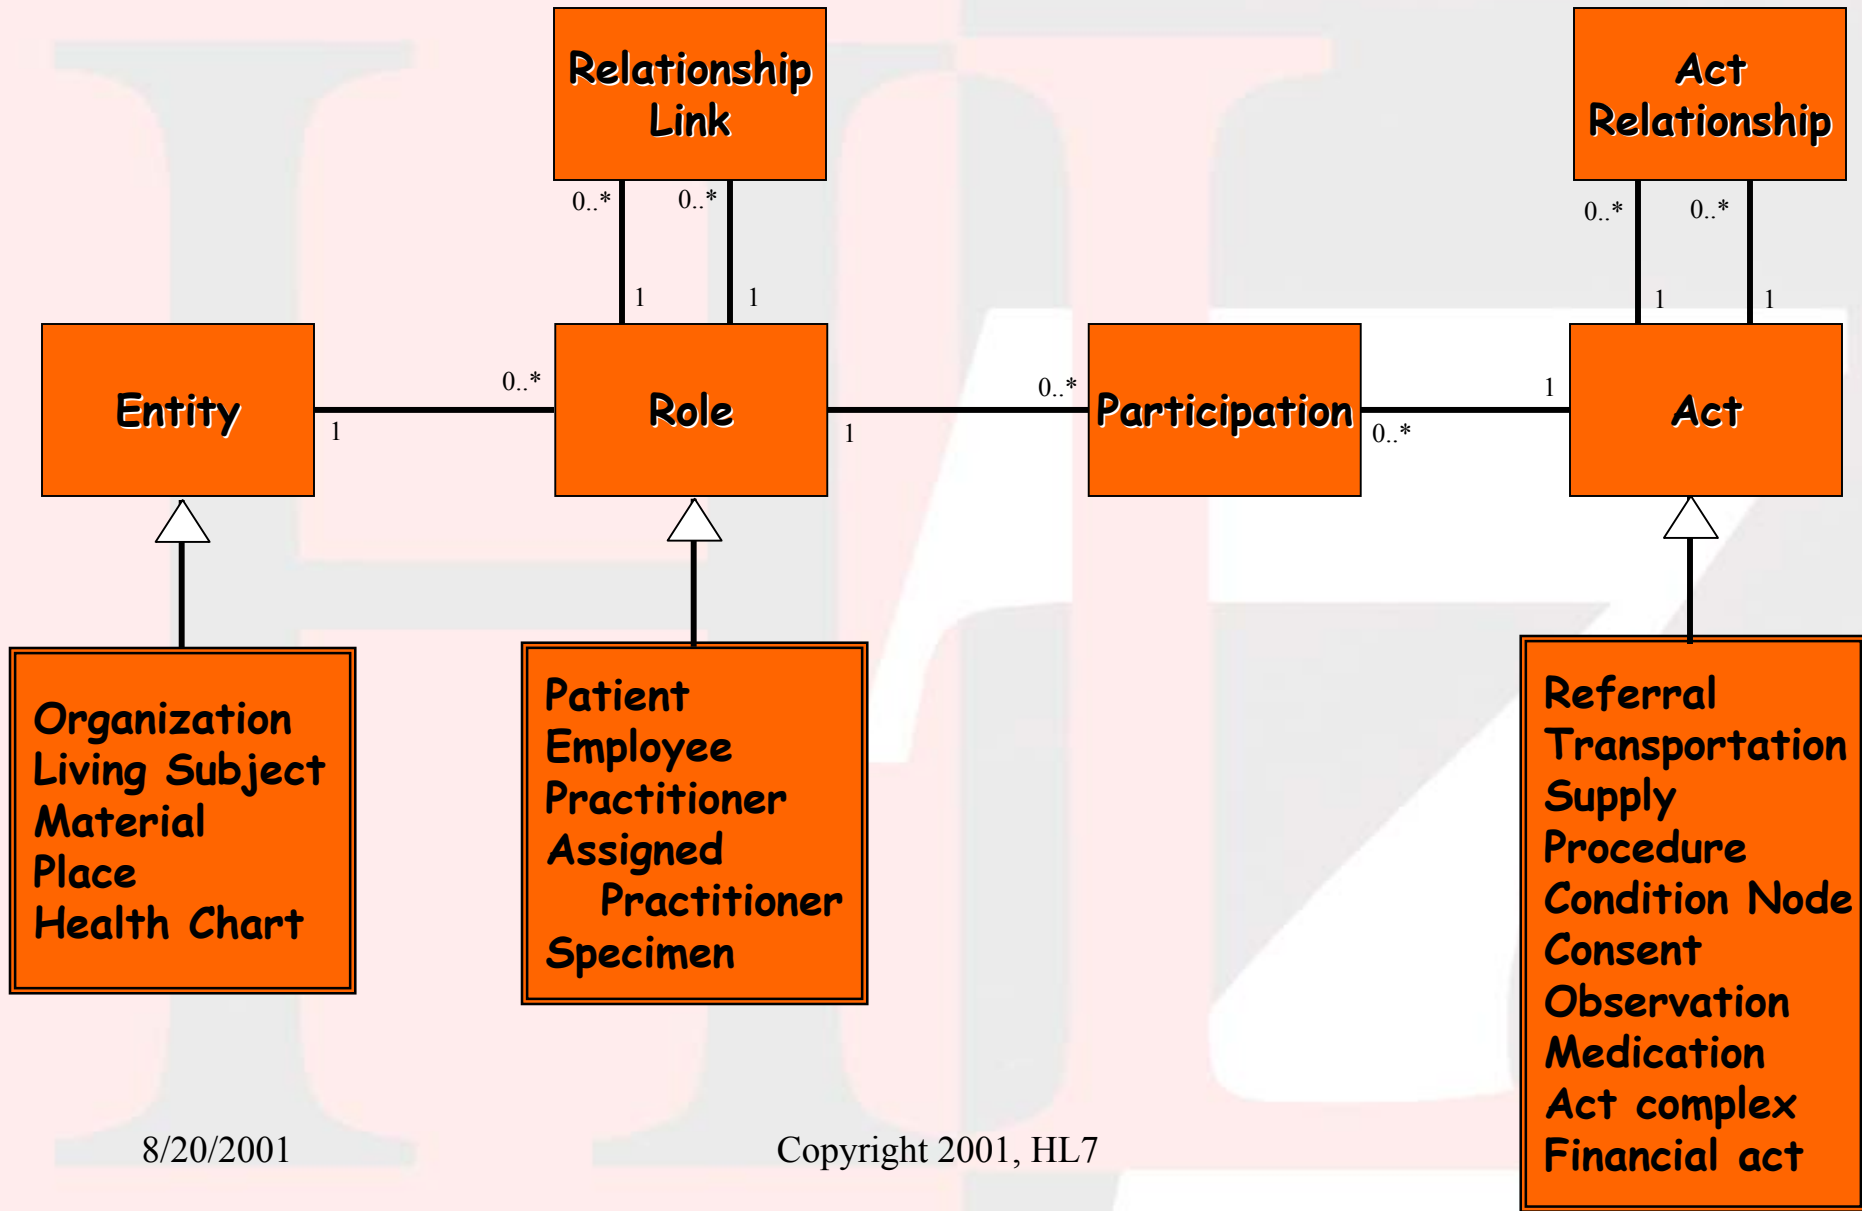 Relationship
Link
Act
Relationship
0..*
0..*
0..*
0..*
1
1
1
1
Entity
1
0..*
Role
1
0..*
Participation
0..*
1
Act
Organization
Living Subject
Material
Place
Health Chart
Patient
Employee
Practitioner
Assigned
Practitioner
Specimen
Referral
Transportation
Supply
Procedure
Condition Node
Consent
Observation
Medication
Act complex
Financial act
8/20/2001
Copyright 2001, HL7